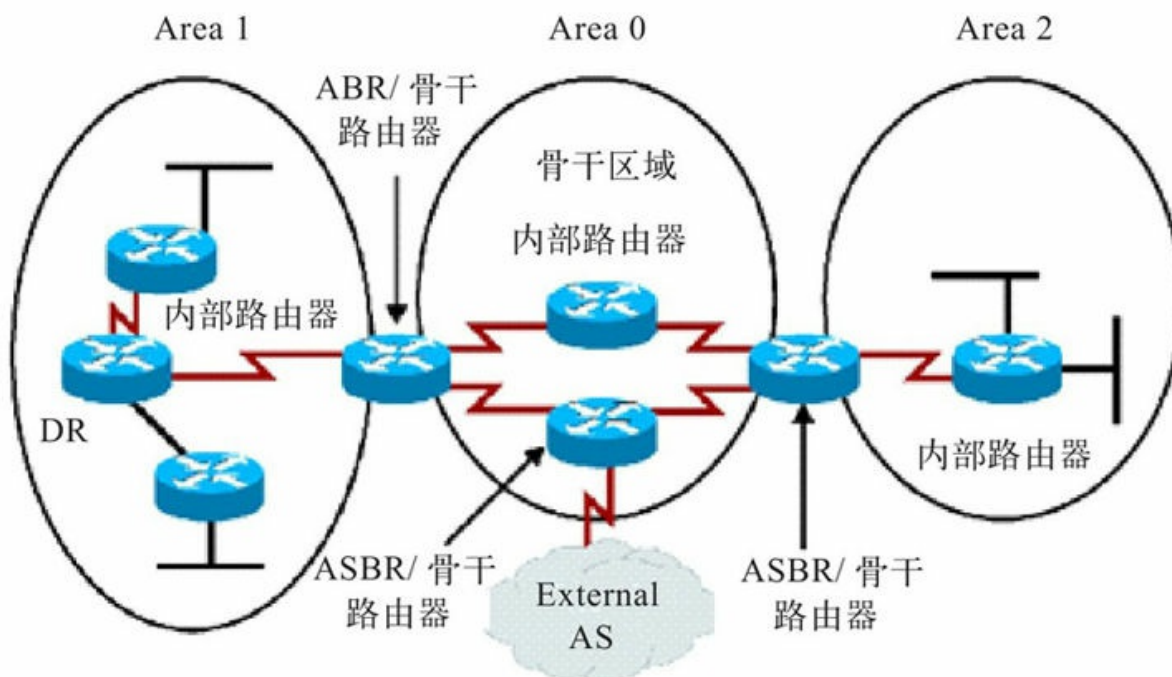 Area 1
Area 0
Area 2
ABR/ 骨干
路由器
骨干区域
内部路由器
内部路由器
DR
内部路由器
ASBR/ 骨干
路由器
External
AS
ASBR/ 骨干
路由器